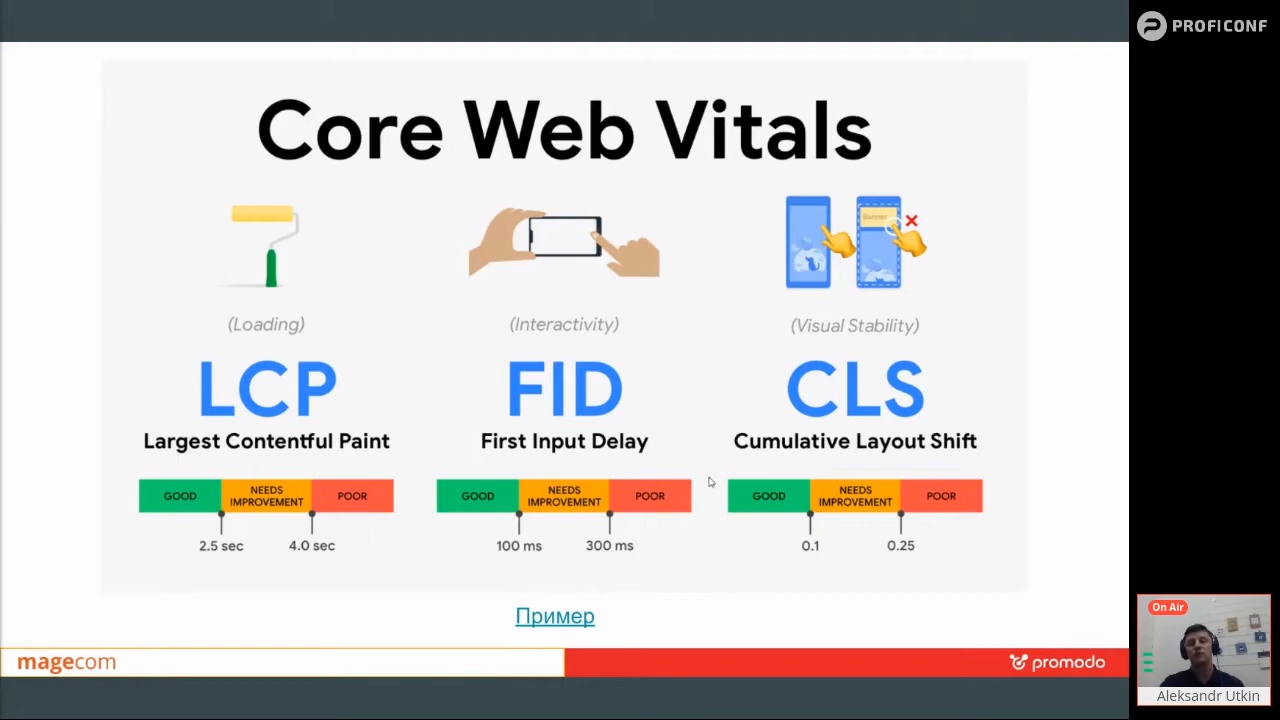 PROFICONF
Core Web Vitals
Banner
(Loading)
(Interactivity)
(Visual Stability)
LCP
FID
CLS
Largest Contentful Paint
First Input Delay
Cumulative Layout Shift
GOOD
NEEDS
IMPROVEMENT
POOR
GOOD
NEEDS
IMPROVEMENT
POOR
GOOD
NEEDS
IMPROVEMENT
POOR
2.5 sec
4.0 sec
100 ms
300 ms
0.1
0.25
Пример
magecom
promodo
On Air
Aleksandr Utkin